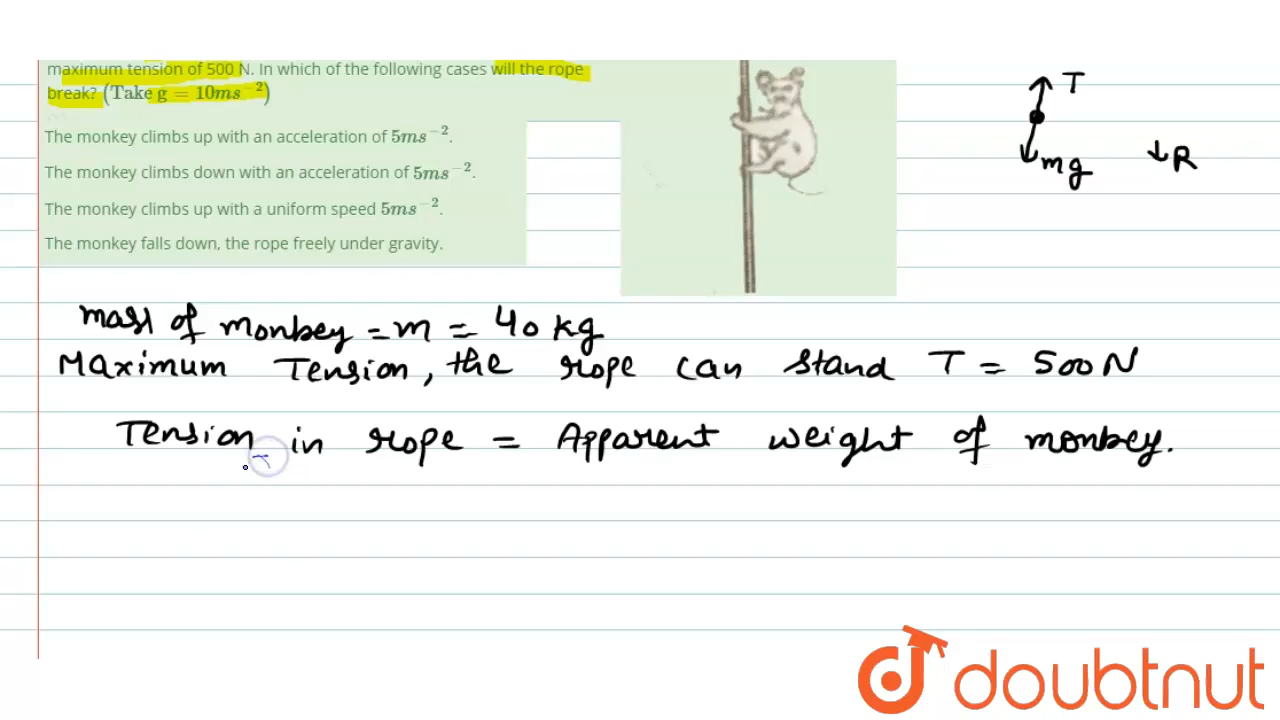 maximum tension of 500 N. In which of the following cases will the rope
break? (Take g = 10ms⁻²)
The monkey climbs up with an acceleration of 5ms⁻².
The monkey climbs down with an acceleration of 5ms⁻².
The monkey climbs up with a uniform speed 5ms⁻².
The monkey falls down, the rope freely under gravity.
T
mg
↓R
mass of monkey = m = 40 kg
Maximum Tension, the rope can stand T = 500 N
Tension in rope = Apparent weight of monkey.
T
doubtnut